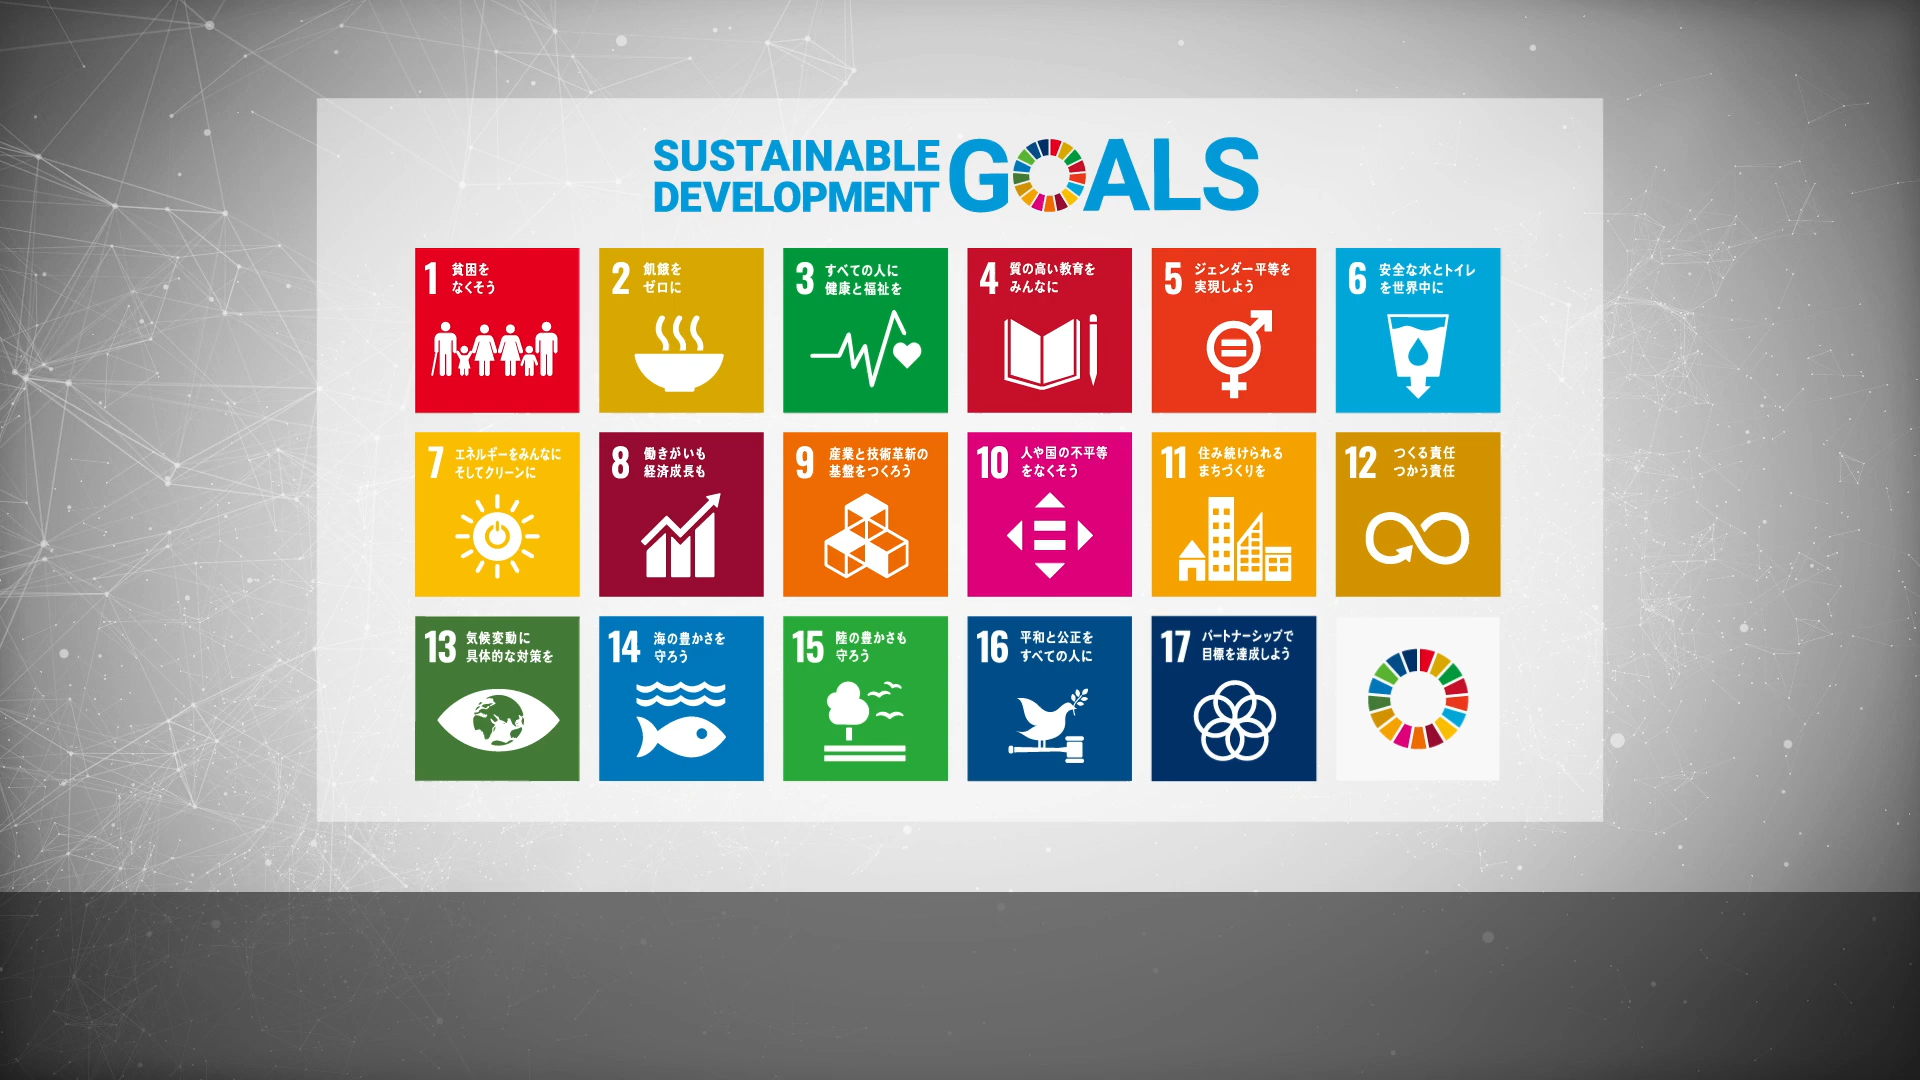 SUSTAINABLE
DEVELOPMENT
GOALS
1 貧困を
なくそう
2 飢餓を
ゼロに
3 すべての人に
健康と福祉を
4 質の高い教育を
みんなに
5 ジェンダー平等を
実現しよう
6 安全な水とトイレ
を世界中に
7 エネルギーをみんなに
そしてクリーンに
8 働きがいも
経済成長も
9 産業と技術革新の
基盤をつくろう
10 人や国の不平等
をなくそう
11 住み続けられる
まちづくりを
12 つくる責任
つかう責任
13 気候変動に
具体的な対策を
14 海の豊かさを
守ろう
15 陸の豊かさも
守ろう
16 平和と公正を
すべての人に
17 パートナーシップで
目標を達成しよう